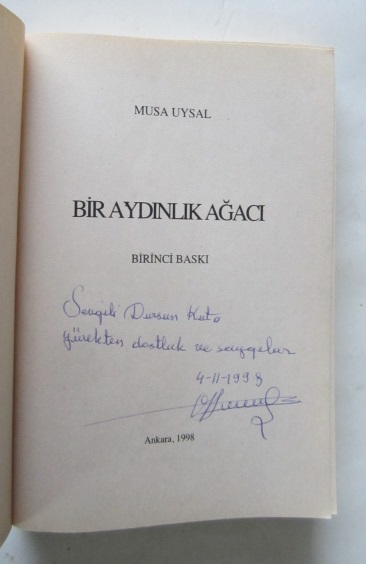 MUSA UYSAL
BİR AYDINLIK AĞACI
BİRİNCİ BASKI
Sevgili Dursun Kut'a
yürekten dostluk ve saygılar
4-11-1998
Ankara, 1998